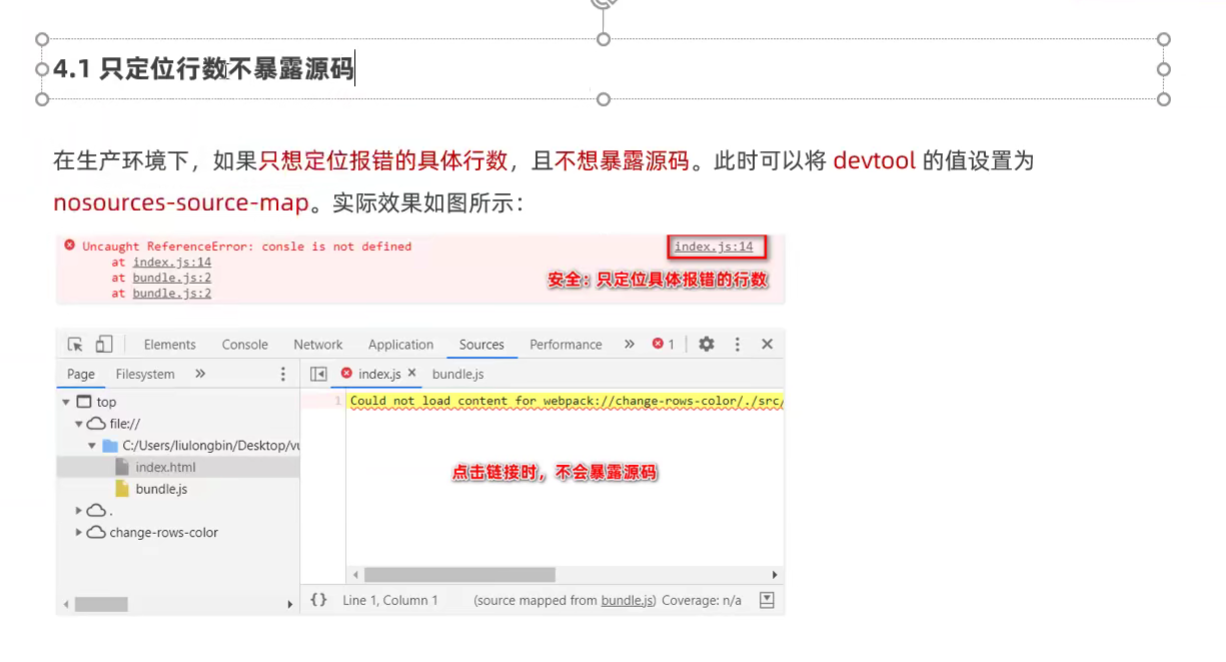 4.1 只定位行数不暴露源码
在生产环境下，如果只想定位报错的具体行数，且不想暴露源码。此时可以将 devtool 的值设置为
nosources-source-map。实际效果如图所示：
Uncaught ReferenceError: consle is not defined index.js:14
at index.js:14
at bundle.js:2
at bundle.js:2
安全：只定位具体报错的行数
Elements Console Network Application Sources Performance » 1
Page Filesystem » index.js × bundle.js
top
file://
C:/Users/liulongbin/Desktop/vu
index.html
bundle.js
.
change-rows-color
1 Could not load content for webpack://change-rows-color/./src/
点击链接时，不会暴露源码
{} Line 1, Column 1 (source mapped from bundle.js) Coverage: n/a